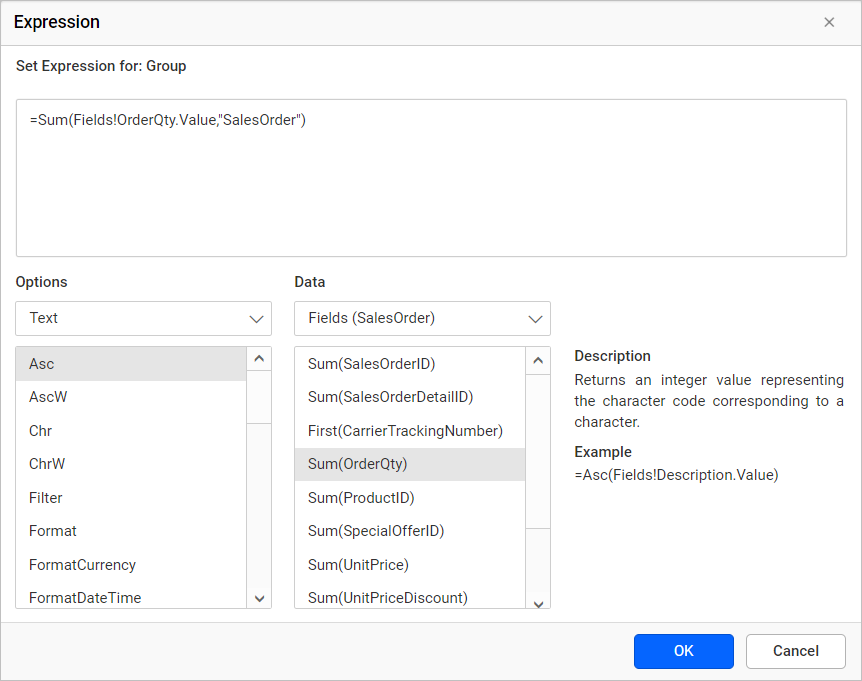 Expression
Set Expression for: Group
=Sum(Fields!OrderQty.Value,"SalesOrder")
Options
Data
Text
Fields (SalesOrder)
Asc
AscW
Chr
ChrW
Filter
Format
FormatCurrency
FormatDateTime
Sum(SalesOrderID)
Sum(SalesOrderDetailID)
First(CarrierTrackingNumber)
Sum(OrderQty)
Sum(ProductID)
Sum(SpecialOfferID)
Sum(UnitPrice)
Sum(UnitPriceDiscount)
Description
Returns an integer value representing
the character code corresponding to a
character.
Example
=Asc(Fields!Description.Value)
OK
Cancel